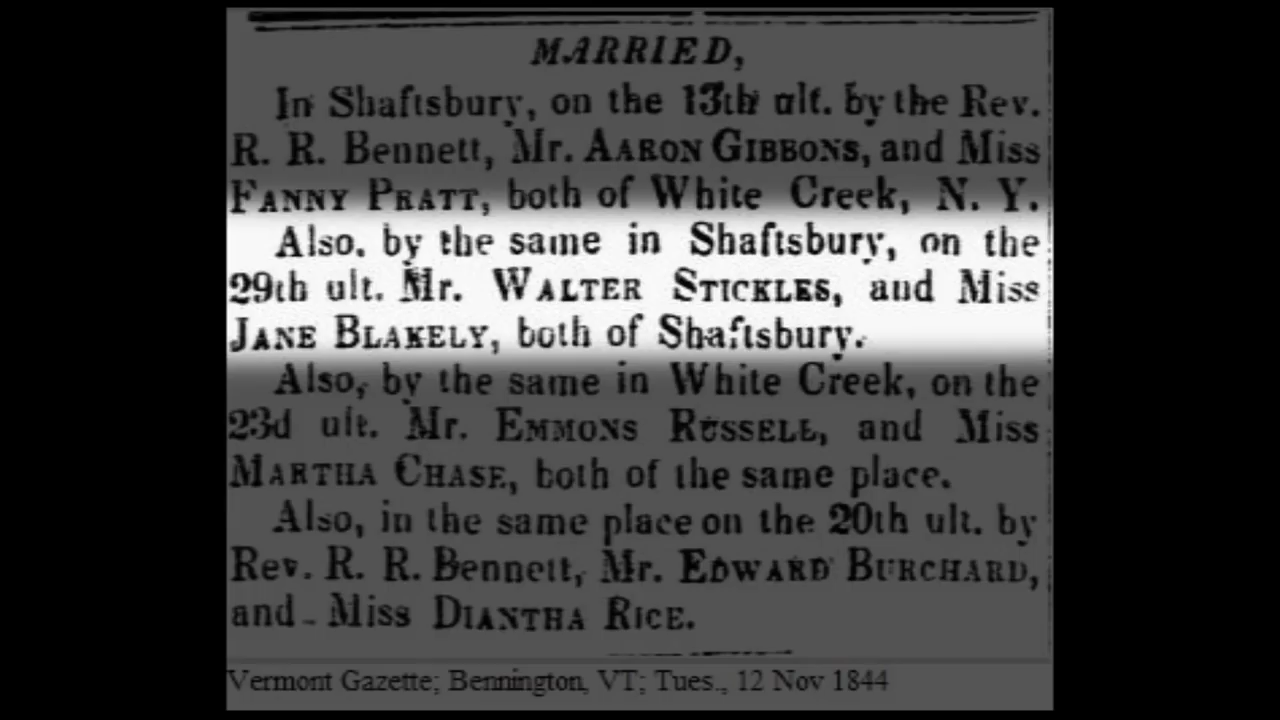 MARRIED,
In Shaftsbury, on the 13th ult. by the Rev.
R. R. Bennett, Mr. AARON GIBBONS, and Miss
FANNY PRATT, both of White Creek, N. Y.
Also, by the same in Shaftsbury, on the
29th ult. Mr. WALTER STICKLES, and Miss
JANE BLAKELY, both of Shaftsbury.
Also, by the same in White Creek, on the
23d ult. Mr. EMMONS RUSSELL, and Miss
MARTHA CHASE, both of the same place.
Also, in the same place on the 20th ult. by
Rev. R. R. Bennett, Mr. EDWARD BURCHARD,
and Miss DIANTHA RICE.
Vermont Gazette; Bennington, VT; Tues., 12 Nov 1844